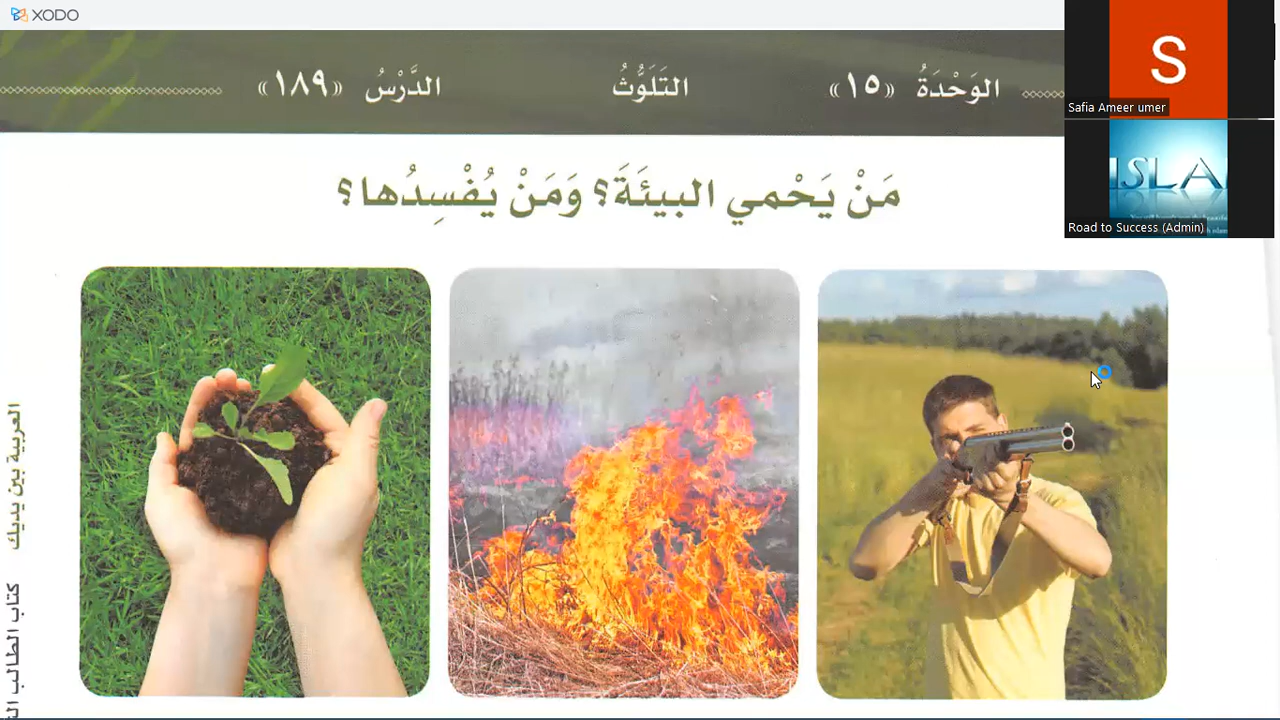 XODO
الوَحْدَةُ «١٥» التَلَوُّثُ الدَّرْسُ «١٨٩»
مَنْ يَحْمي البيئَةَ؟ وَمَنْ يُفْسِدُها؟
العربية بين يديك
كتاب الطالب
S
Safia Ameer umer
ISLA
Road to Success (Admin)